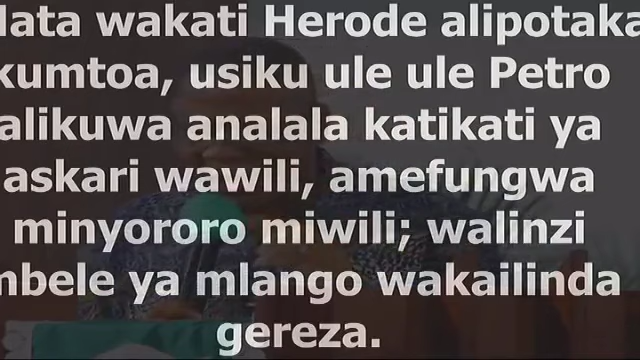 Hata wakati Herode alipotaka
kumtoa, usiku ule ule Petro
alikuwa analala katikati ya
askari wawili, amefungwa
minyororo miwili; walinzi
mbele ya mlango wakailinda
gereza.